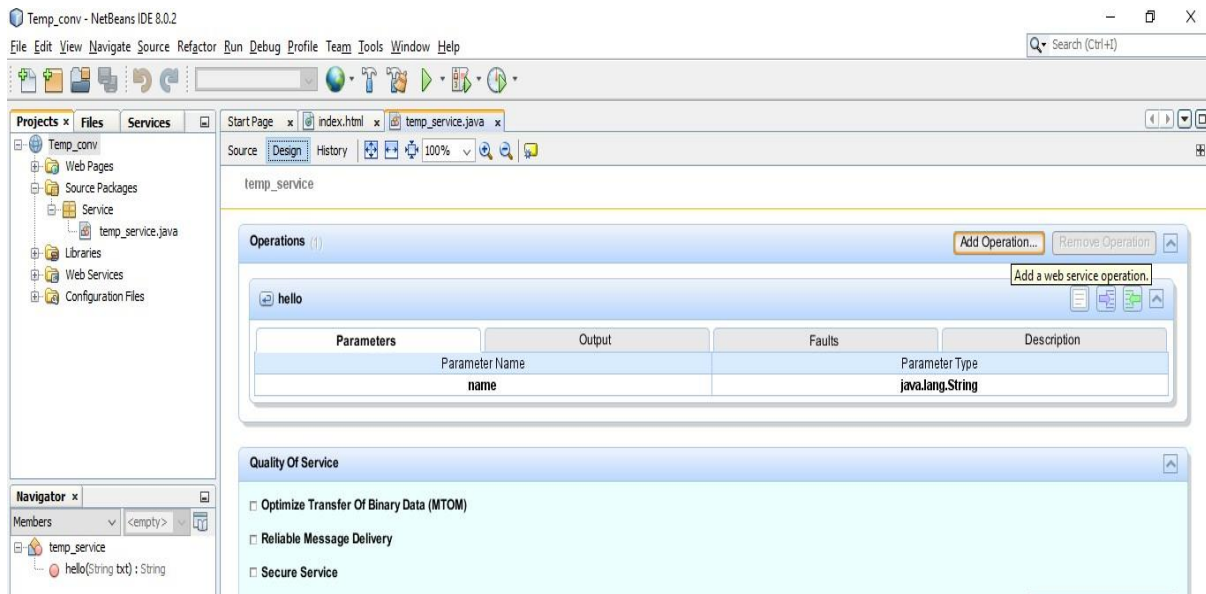 Temp_conv - NetBeans IDE 8.0.2
File Edit View Navigate Source Refactor Run Debug Profile Team Tools Window Help
Search (Ctrl+I)
Projects Files Services
Start Page index.html temp_service.java
Temp_conv
Web Pages
Source Packages
Service
temp_service.java
Libraries
Web Services
Configuration Files
Source Design History 100%
temp_service
Operations (1)
Add Operation... Remove Operation
Add a web service operation.
hello
Parameters Output Faults Description
Parameter Name Parameter Type
name java.lang.String
Quality Of Service
Optimize Transfer Of Binary Data (MTOM)
Reliable Message Delivery
Secure Service
Navigator
Members <empty>
temp_service
hello(String txt) : String